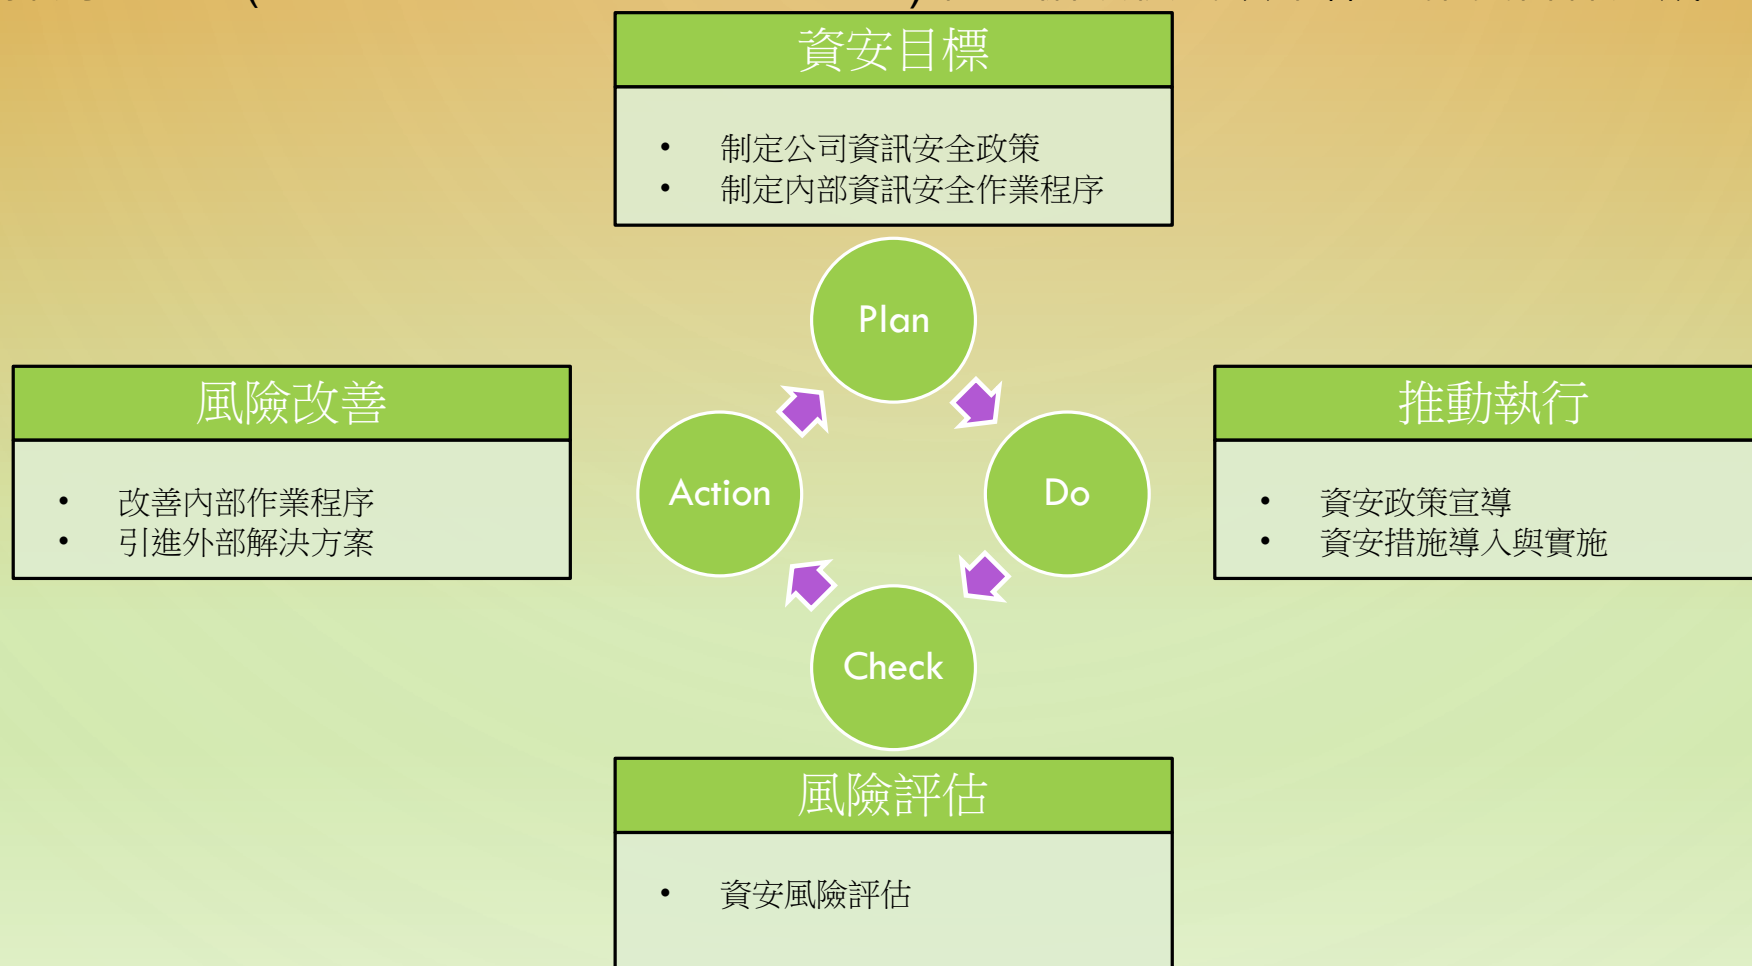 資安目標
• 制定公司資訊安全政策
• 制定內部資訊安全作業程序
Plan
風險改善
• 改善內部作業程序
• 引進外部解決方案
Action
Do
推動執行
• 資安政策宣導
• 資安措施導入與實施
Check
風險評估
• 資安風險評估